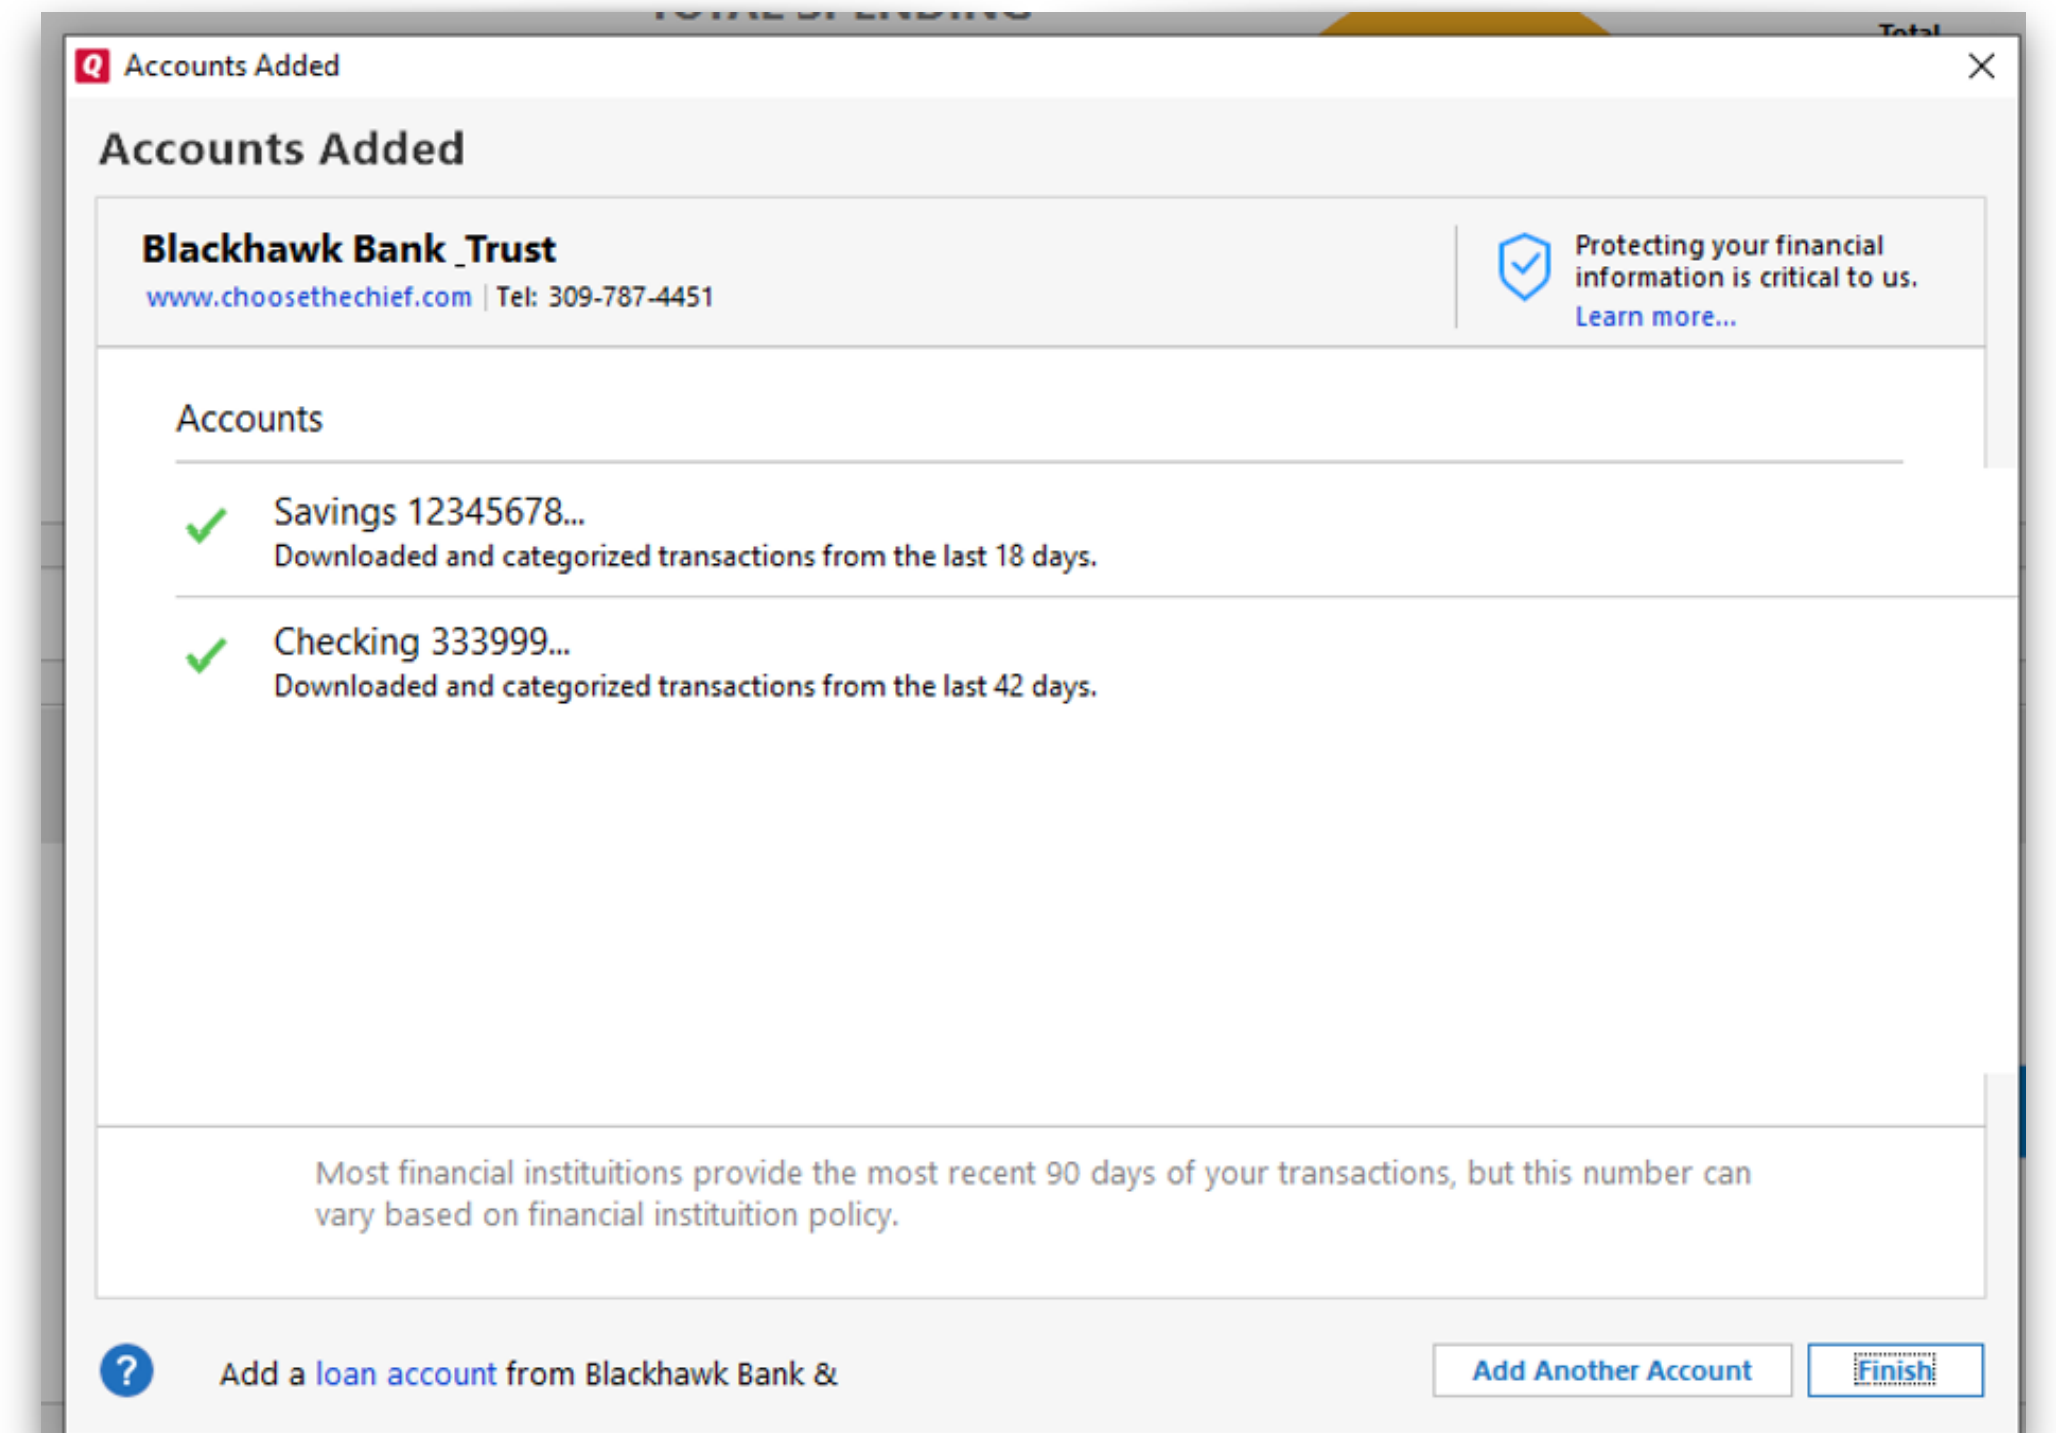 TOTAL SPENDING
Total
Q Accounts Added
Accounts Added
Blackhawk Bank _Trust
www.choosethechief.com | Tel: 309-787-4451
Protecting your financial
information is critical to us.
Learn more...
Accounts
Savings 12345678...
Downloaded and categorized transactions from the last 18 days.
Checking 333999...
Downloaded and categorized transactions from the last 42 days.
Most financial instituitions provide the most recent 90 days of your transactions, but this number can
vary based on financial instituition policy.
? Add a loan account from Blackhawk Bank &
Add Another Account
Finish